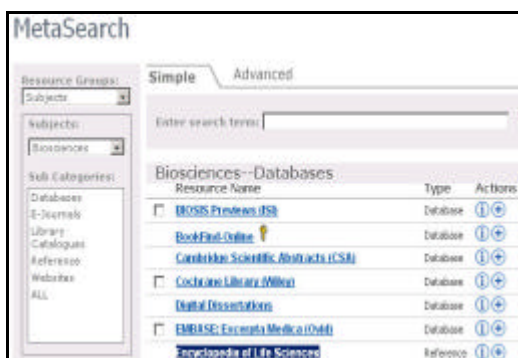 MetaSearch
Resource Groups:
Subjects
Subjects:
Biosciences
Sub Categories:
Databases
E-Journals
Library
Catalogues
Reference
Websites
ALL
Simple Advanced
Enter search term:
Biosciences--Databases
Resource Name Type Actions
BIOSIS Previews (ISI) Database
BookFind-Online Database
Cambridge Scientific Abstracts (CSA) Database
Cochrane Library (Wiley) Database
Digital Dissertations Database
EMBASE: Excerpta Medica (Ovid) Database
Encyclopedia of Life Sciences Reference